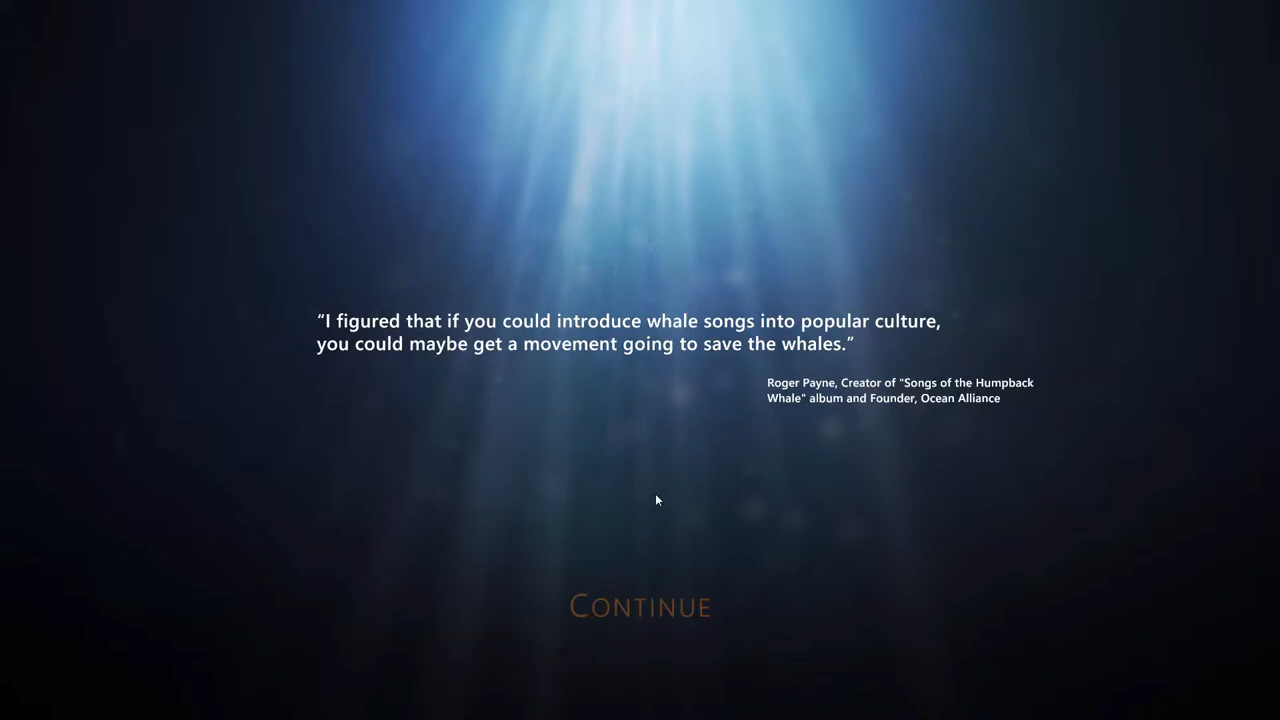 “I figured that if you could introduce whale songs into popular culture,
you could maybe get a movement going to save the whales.”
Roger Payne, Creator of "Songs of the Humpback
Whale" album and Founder, Ocean Alliance
CONTINUE